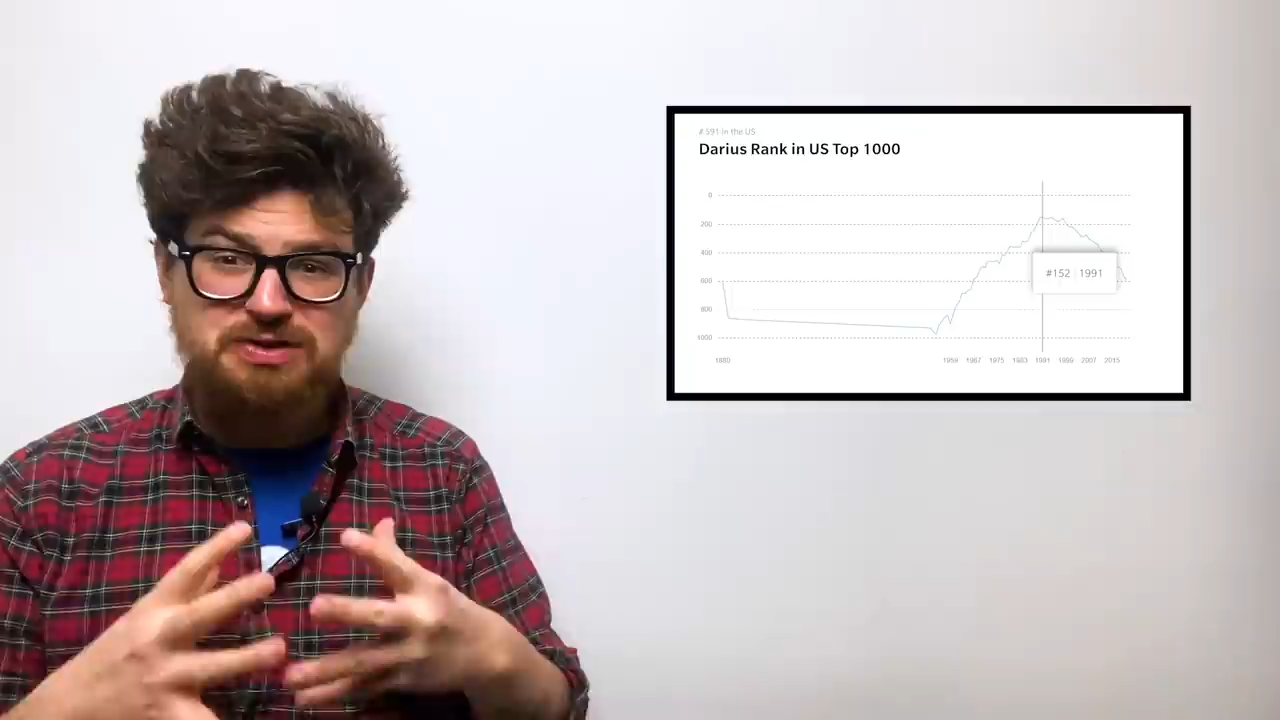 # 591 in the US
Darius Rank in US Top 1000
0
200
400
600
800
1000
#152 1991
1880 1959 1967 1975 1983 1991 1999 2007 2015